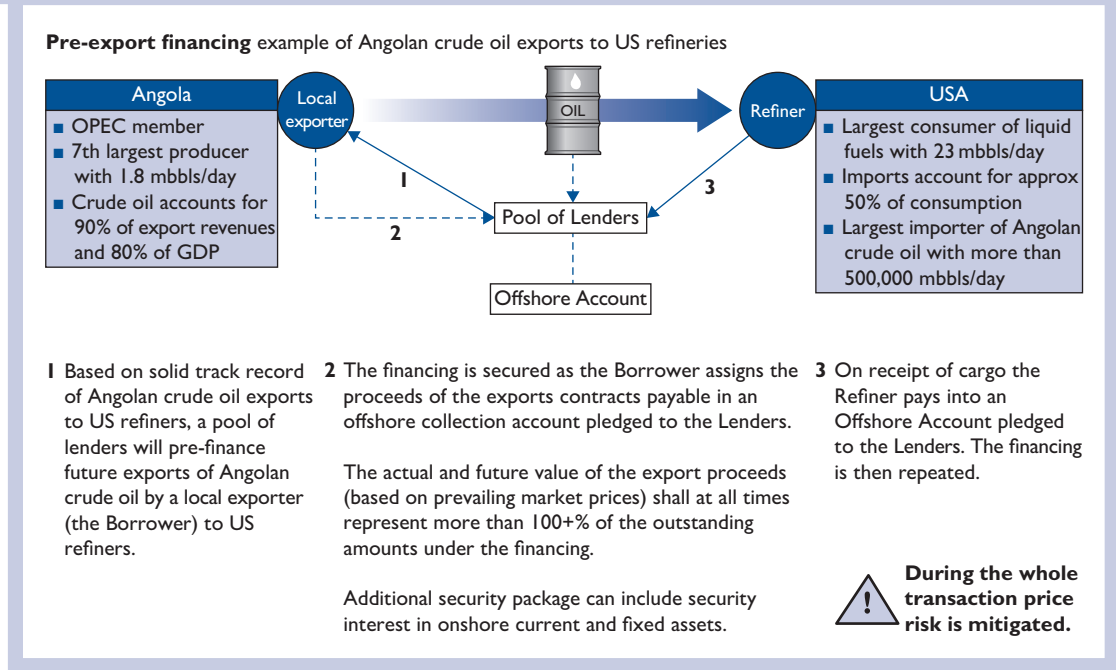 Pre-export financing example of Angolan crude oil exports to US refineries
Angola
■ OPEC member
■ 7th largest producer
with 1.8 mbbls/day
■ Crude oil accounts for
90% of export revenues
and 80% of GDP
Local
exporter
OIL
Refiner
USA
■ Largest consumer of liquid
fuels with 23 mbbls/day
■ Imports account for approx
50% of consumption
■ Largest importer of Angolan
crude oil with more than
500,000 mbbls/day
1
2
3
Pool of Lenders
Offshore Account
1 Based on solid track record
of Angolan crude oil exports
to US refiners, a pool of
lenders will pre-finance
future exports of Angolan
crude oil by a local exporter
(the Borrower) to US
refiners.
2 The financing is secured as the Borrower assigns the
proceeds of the exports contracts payable in an
offshore collection account pledged to the Lenders.
The actual and future value of the export proceeds
(based on prevailing market prices) shall at all times
represent more than 100+% of the outstanding
amounts under the financing.
Additional security package can include security
interest in onshore current and fixed assets.
3 On receipt of cargo the
Refiner pays into an
Offshore Account pledged
to the Lenders. The financing
is then repeated.
!
During the whole
transaction price
risk is mitigated.